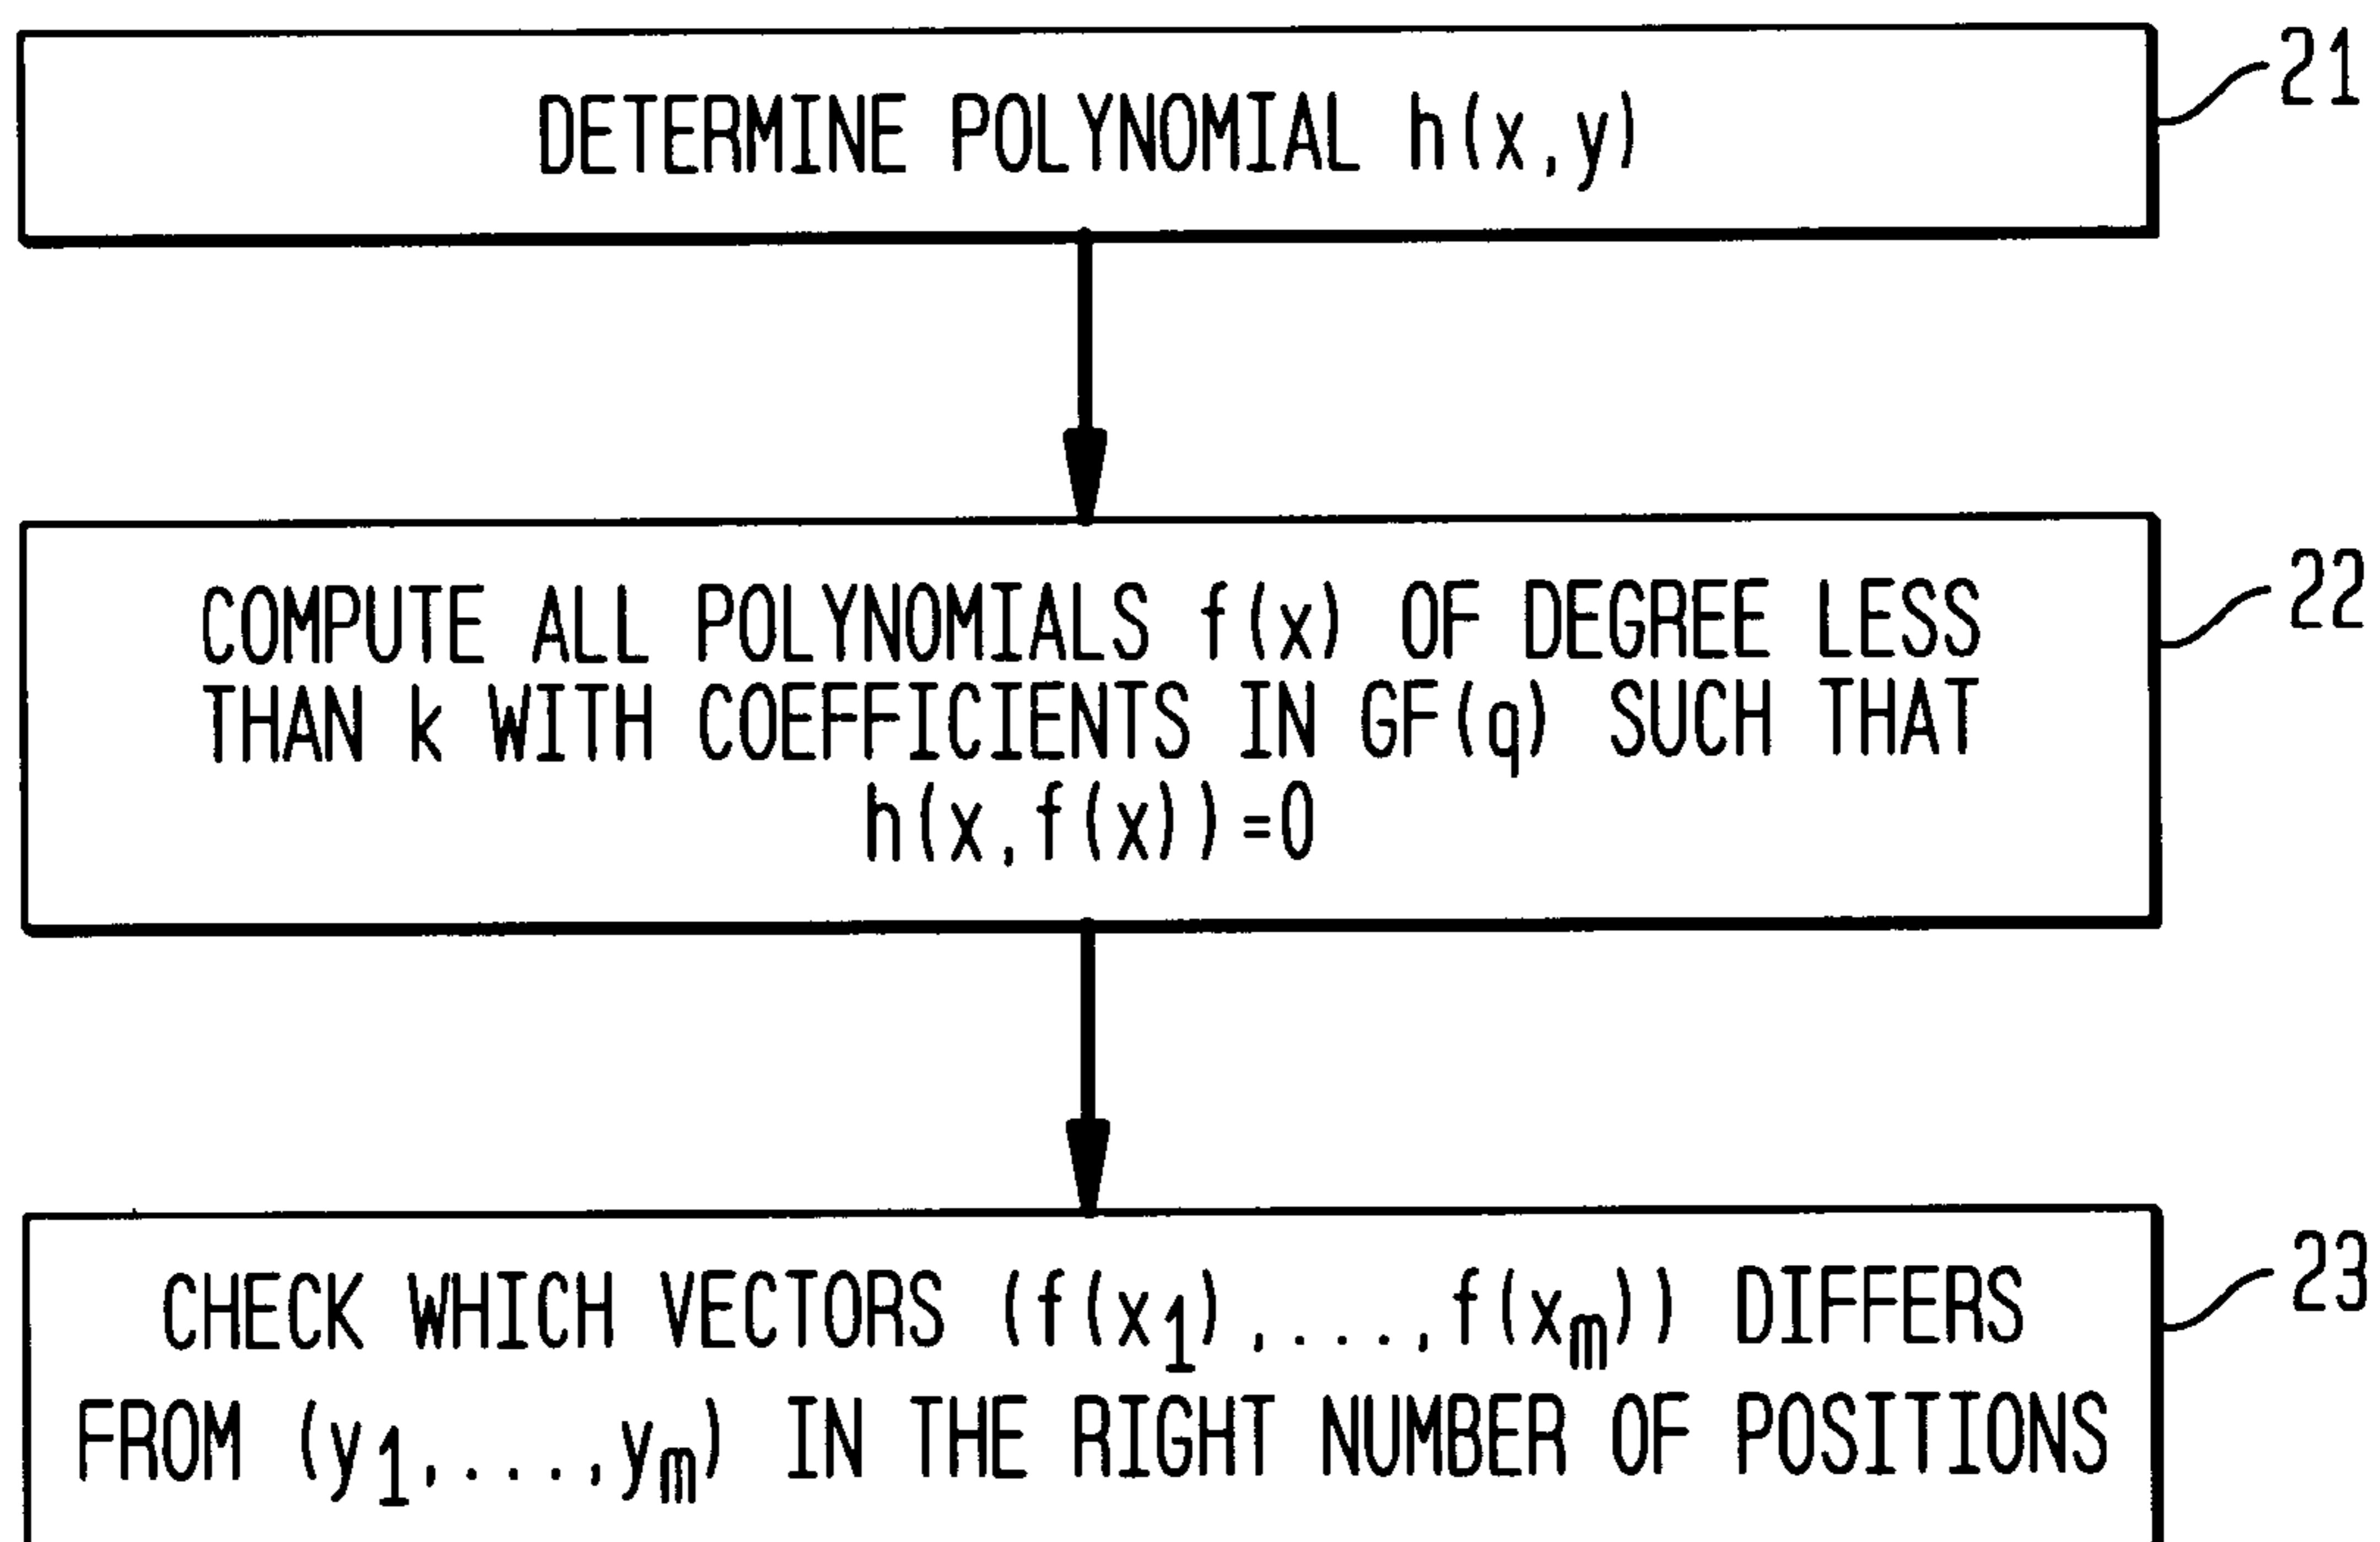 DETERMINE POLYNOMIAL h(x,y)
21
COMPUTE ALL POLYNOMIALS f(x) OF DEGREE LESS
THAN k WITH COEFFICIENTS IN GF(q) SUCH THAT
h(x,f(x))=0
22
CHECK WHICH VECTORS (f(x1),...,f(xm)) DIFFERS
FROM (y1,...,ym) IN THE RIGHT NUMBER OF POSITIONS
23